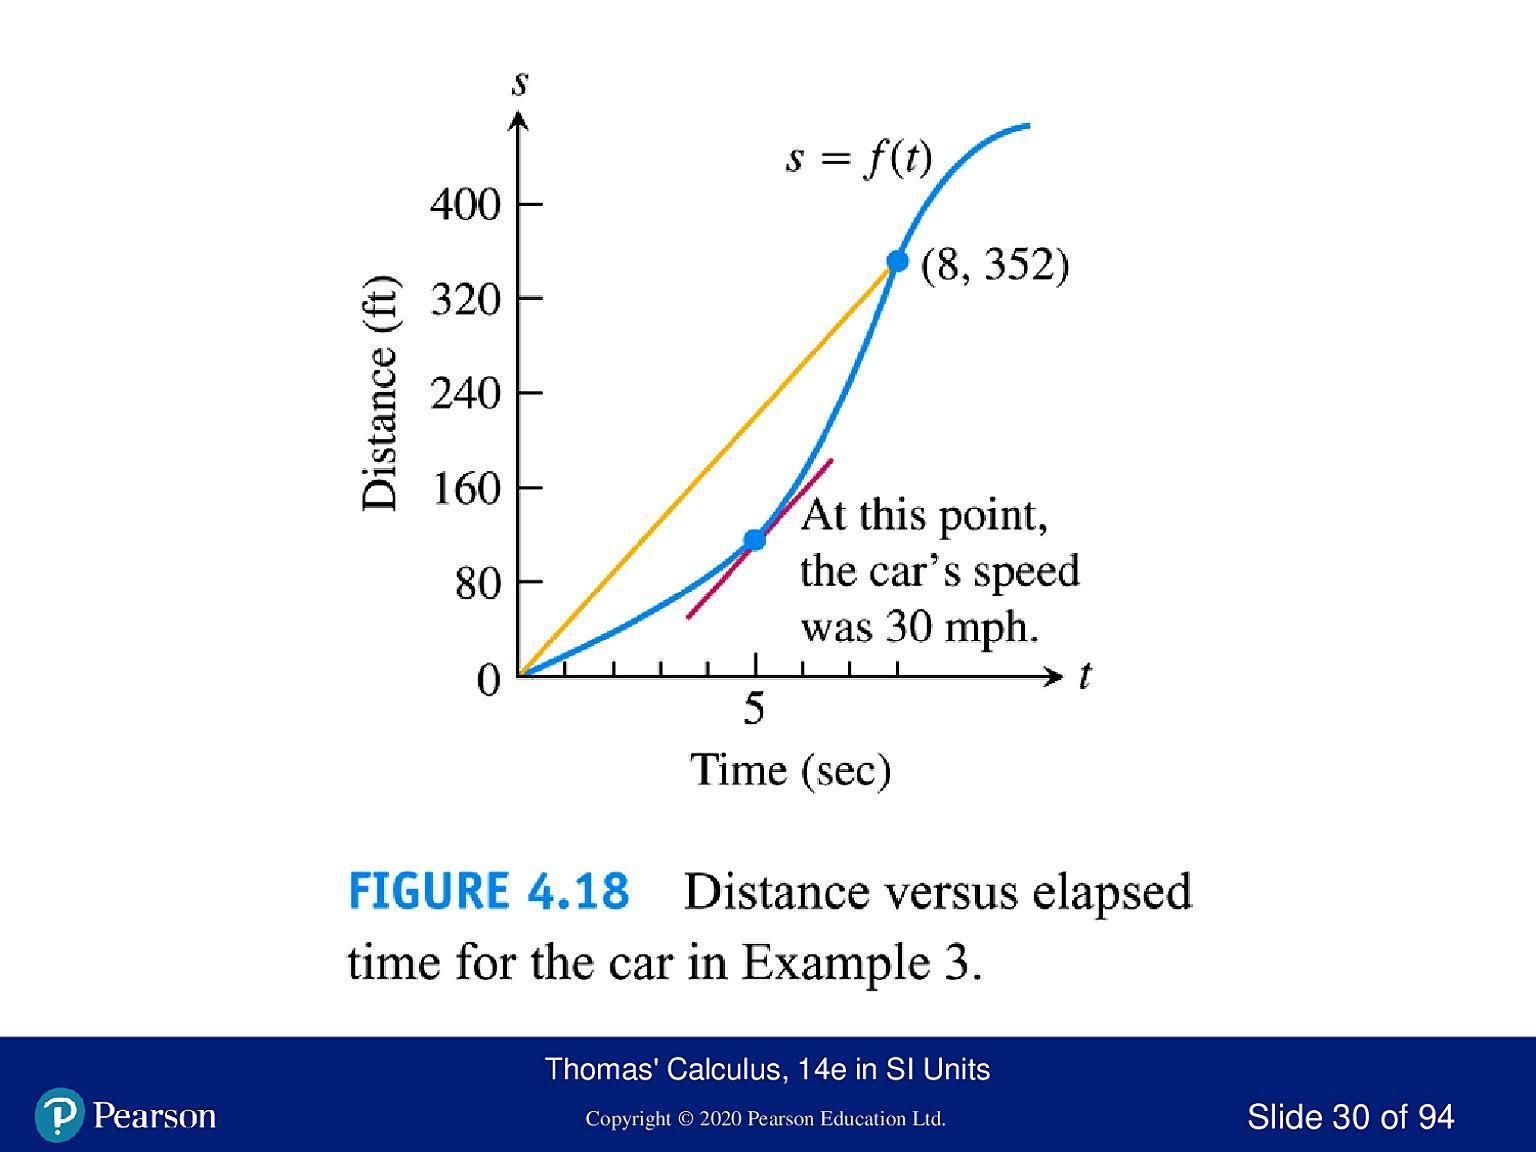 s
s = f(t)
400
(8, 352)
320
Distance (ft)
240
160
At this point,
the car's speed
was 30 mph.
80
0
t
5
Time (sec)
FIGURE 4.18 Distance versus elapsed
time for the car in Example 3.
Thomas' Calculus, 14e in SI Units
P Pearson
Copyright © 2020 Pearson Education Ltd.
Slide 30 of 94